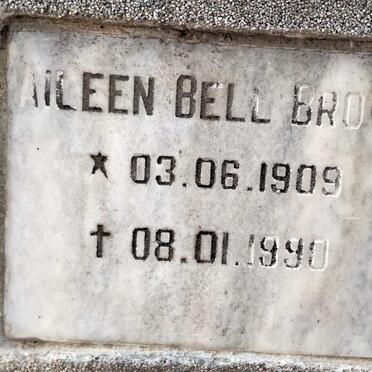 AILEEN BELL BRO
★ 03.06.1909
✝ 08.01.1990